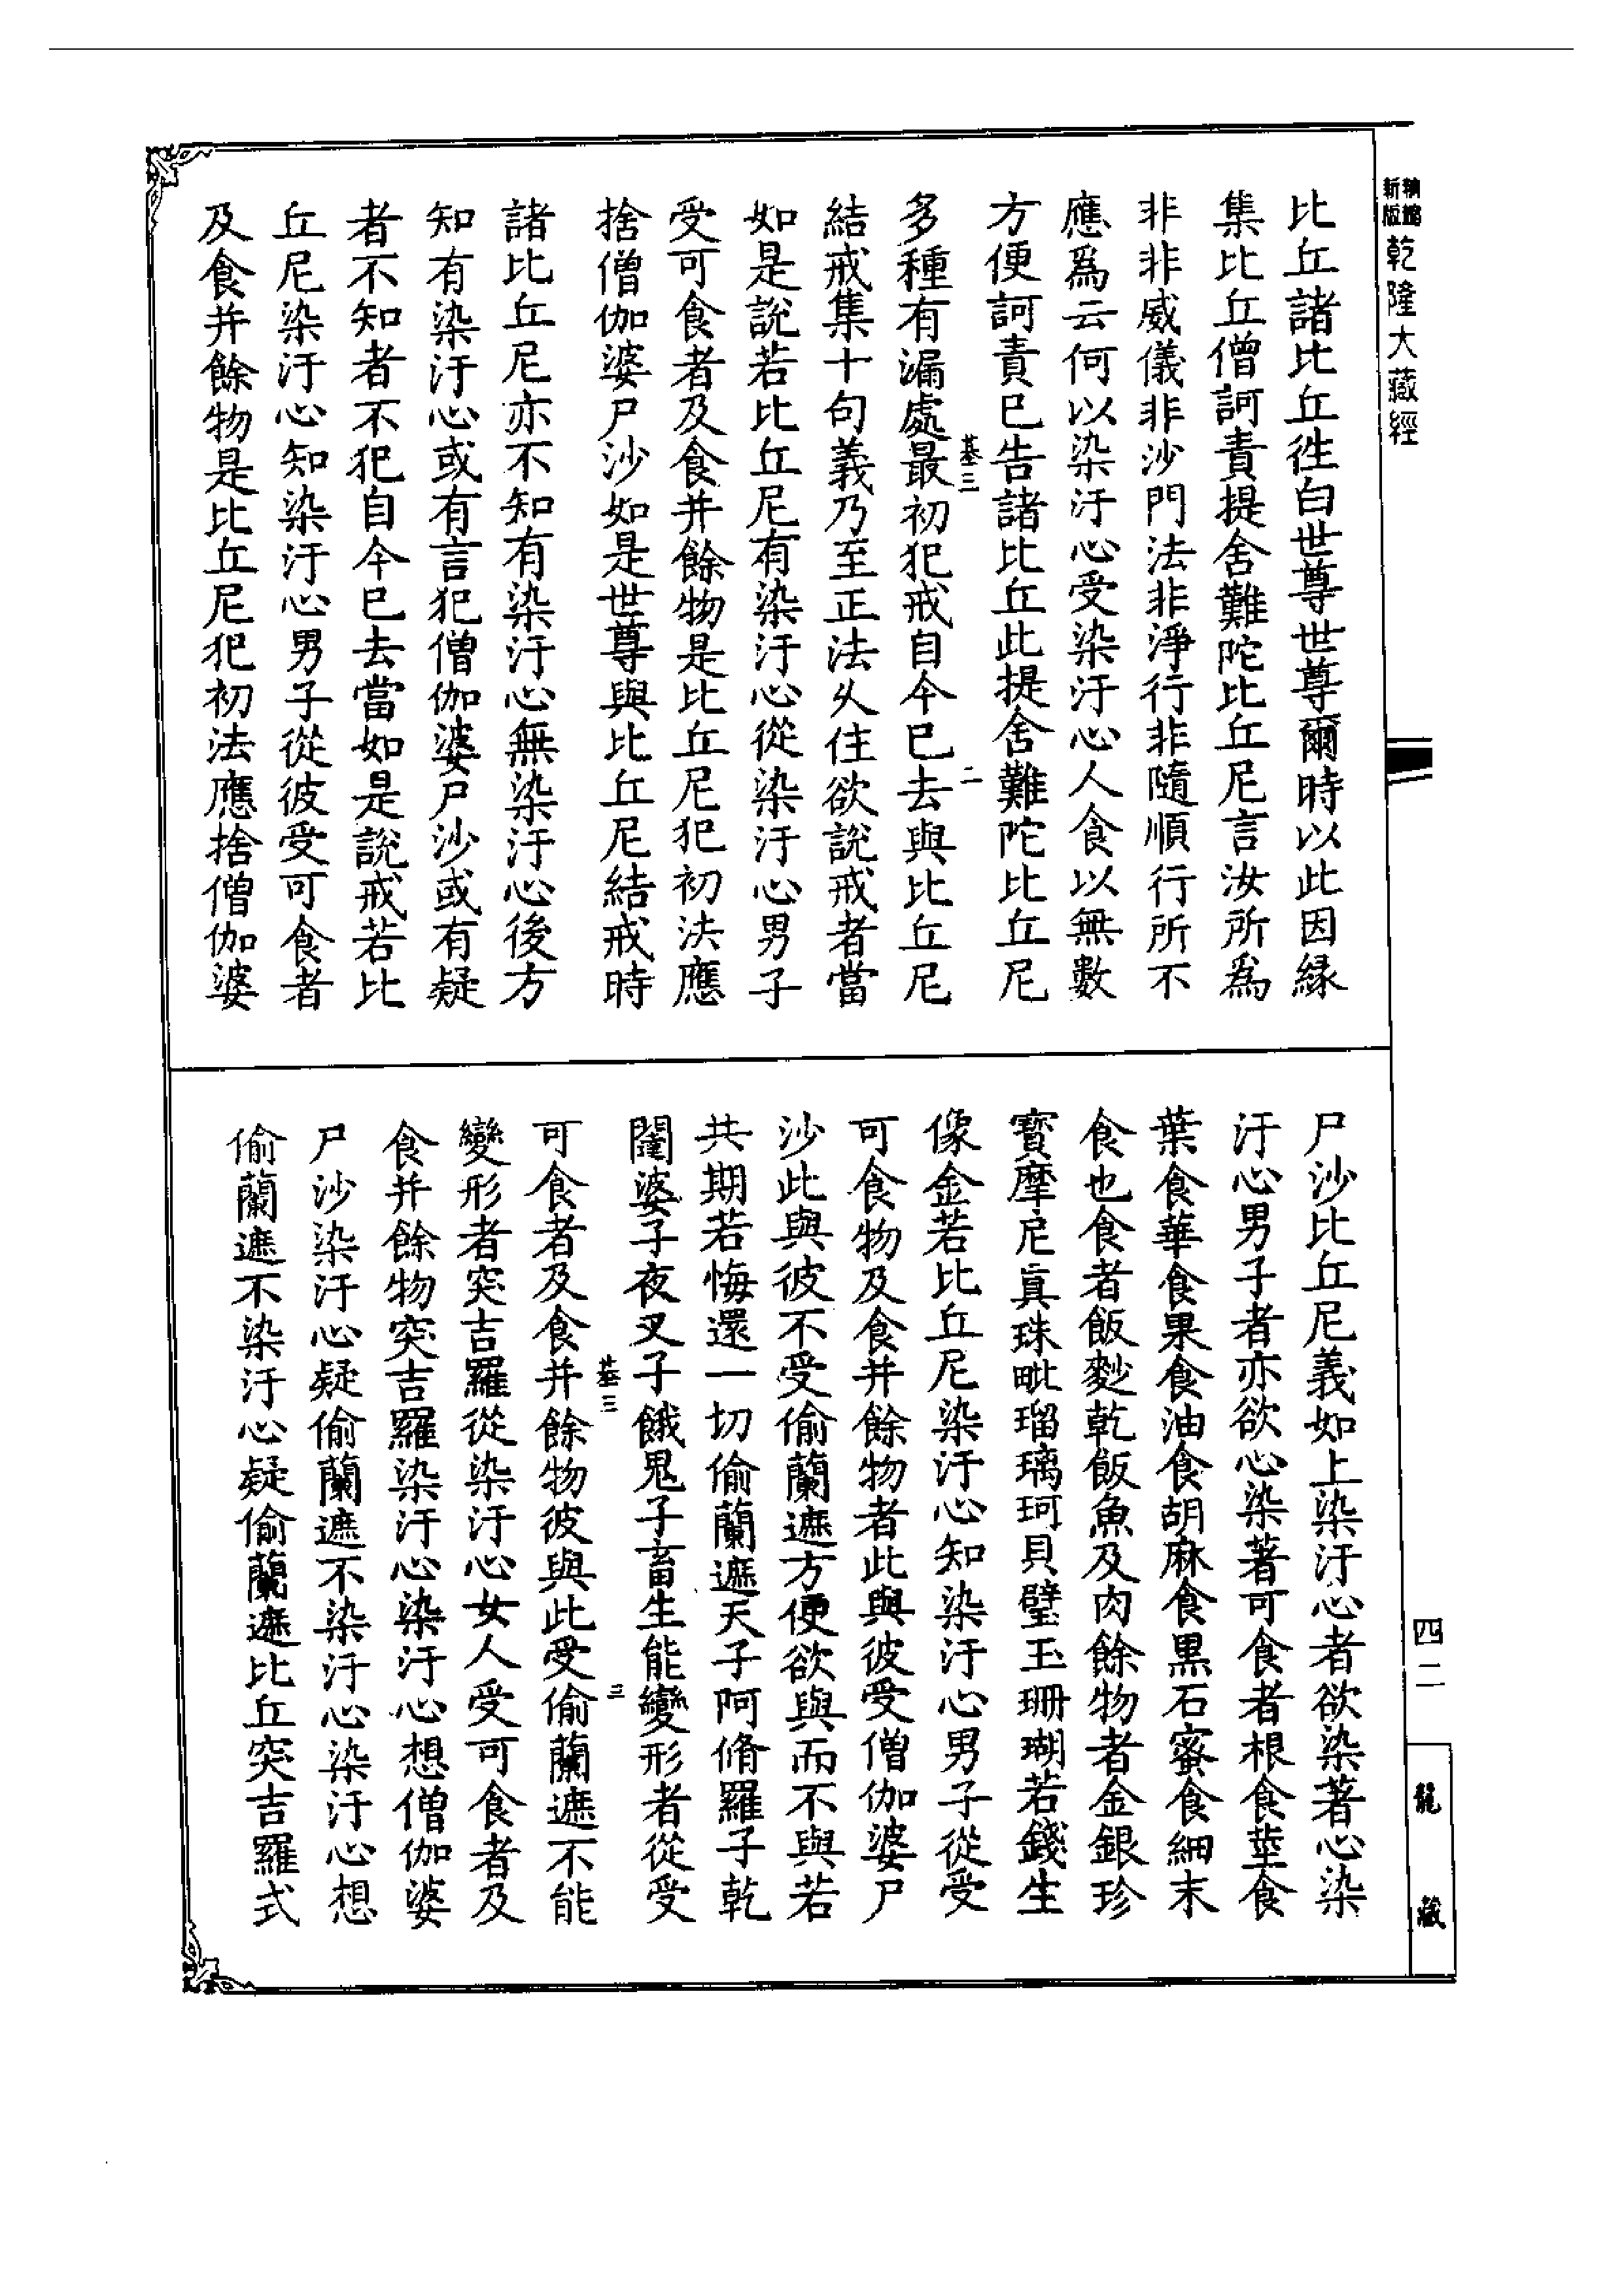 新版精縮乾隆大藏經
比丘諸比丘徃白世尊世尊爾時以此因緣
集比丘僧訶責提舍難陀比丘尼言汝所爲
非非威儀非沙門法非淨行非隨順行所不
應爲云何以染汙心受染汙心人食以無數
方便訶責已告諸比丘此提舍難陀比丘尼
墓三 二
多種有漏處最初犯戒自今已去與比丘尼
結戒集十句義乃至正法乆住欲說戒者當
如是說若比丘尼有染汙心從染汙心男子
受可食者及食并餘物是比丘尼犯初法應
捨僧伽婆尸沙如是世尊與比丘尼結戒時
諸比丘尼亦不知有染汙心無染汙心後方
知有染汙心或有言犯僧伽婆尸沙或有疑
者不知者不犯自今已去當如是說戒若比
丘尼染汙心知染汙心男子從彼受可食者
及食并餘物是比丘尼犯初法應捨僧伽婆
四二
龍藏
尸沙比丘尼義如上染汙心者欲染著心染
汙心男子者亦欲心染著可食者根食莖食
葉食華食果食油食胡麻食黑石蜜食細末
食也食者飯麨乾飯魚及肉餘物者金銀珍
寶摩尼真珠毗瑠璃珂貝璧玉珊瑚若錢生
像金若比丘尼染汙心知染汙心男子從受
可食物及食并餘物者此與彼受僧伽婆尸
沙此與彼不受偷蘭遮方便欲與而不與若
共期若悔還一切偷蘭遮天子阿脩羅子乾
闥婆子夜叉子餓鬼子畜生能變形者從受
墓三 三
可食者及食并餘物彼與此受偷蘭遮不能
變形者突吉羅從染汙心女人受可食者及
食并餘物突吉羅染汙心染汙心想僧伽婆
尸沙染汙心疑偷蘭遮不染汙心染汙心想
偷蘭遮不染汙心疑偷蘭遮比丘突吉羅式